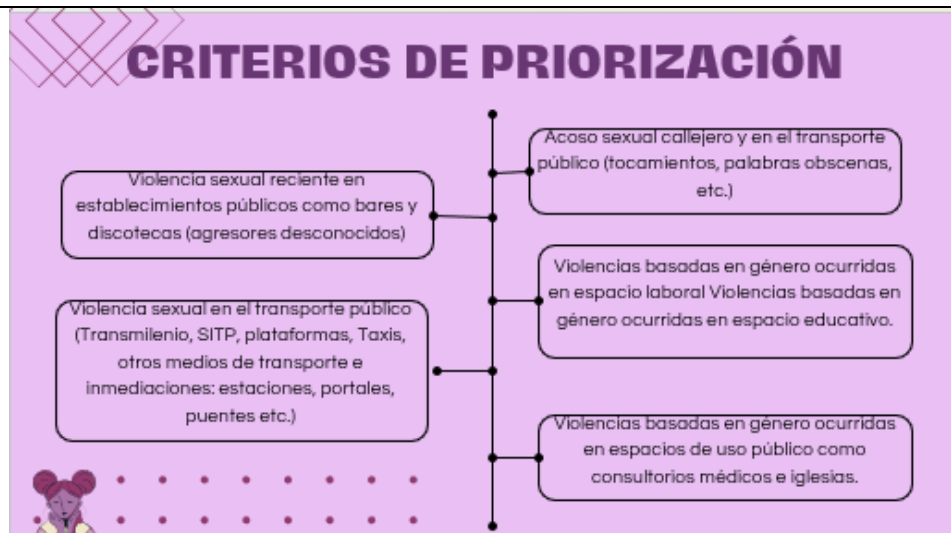 CRITERIOS DE PRIORIZACIÓN
Acoso sexual callejero y en el transporte
público (tocamientos, palabras obscenas,
etc.)
Violencia sexual reciente en
establecimientos públicos como bares y
discotecas (agresores desconocidos)
Violencias basadas en género ocurridas
en espacio laboral Violencias basadas en
género ocurridas en espacio educativo.
Violencia sexual en el transporte público
(Transmilenio, SITP, plataformas, Taxis,
otros medios de transporte e
inmediaciones: estaciones, portales,
puentes etc.)
Violencias basadas en género ocurridas
en espacios de uso público como
consultorios médicos e iglesias.